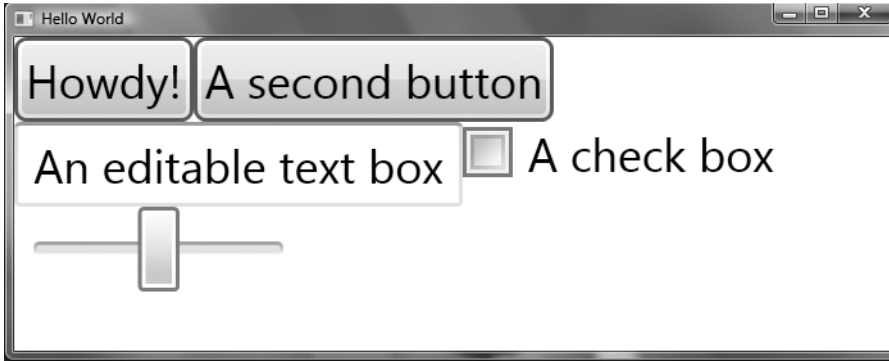 Hello World
Howdy! A second button
An editable text box A check box